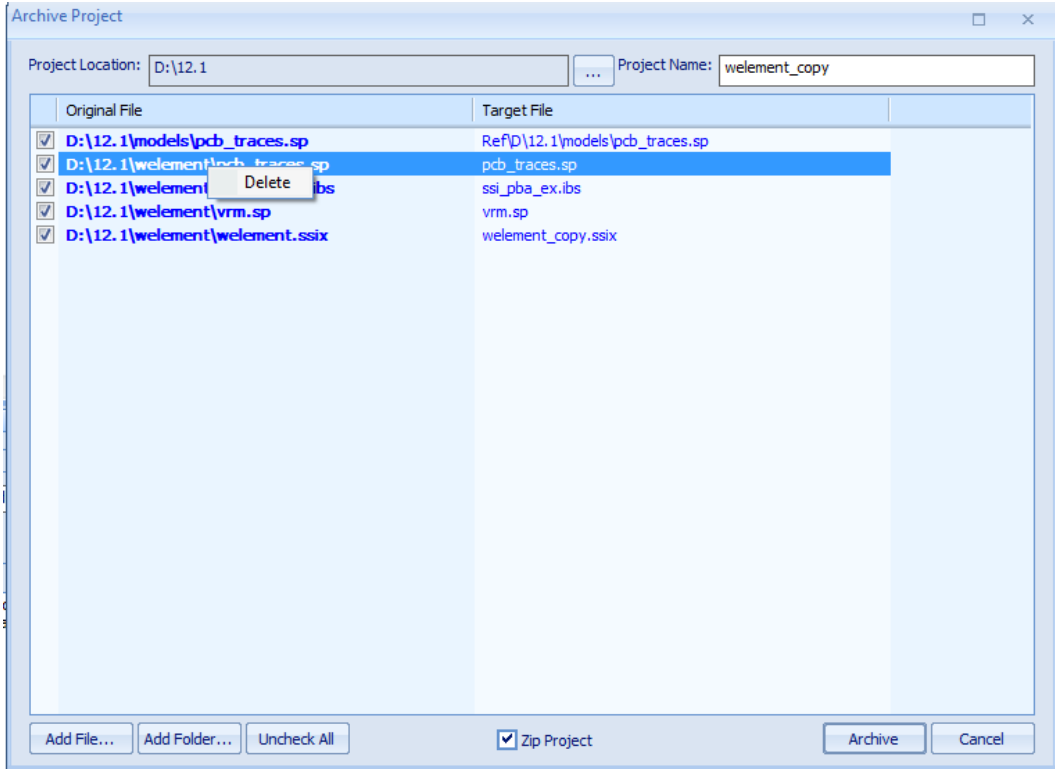 Archive Project
Project Location: D:\12.1 ... Project Name: welement_copy
Original File Target File
D:\12.1\models\pcb_traces.sp Ref\D\12.1\models\pcb_traces.sp
D:\12.1\welement\pcb_traces.sp pcb_traces.sp
Delete
D:\12.1\welement ibs ssi_pba_ex.ibs
D:\12.1\welement\vrm.sp vrm.sp
D:\12.1\welement\welement.ssix welement_copy.ssix
Add File... Add Folder... Uncheck All Zip Project Archive Cancel